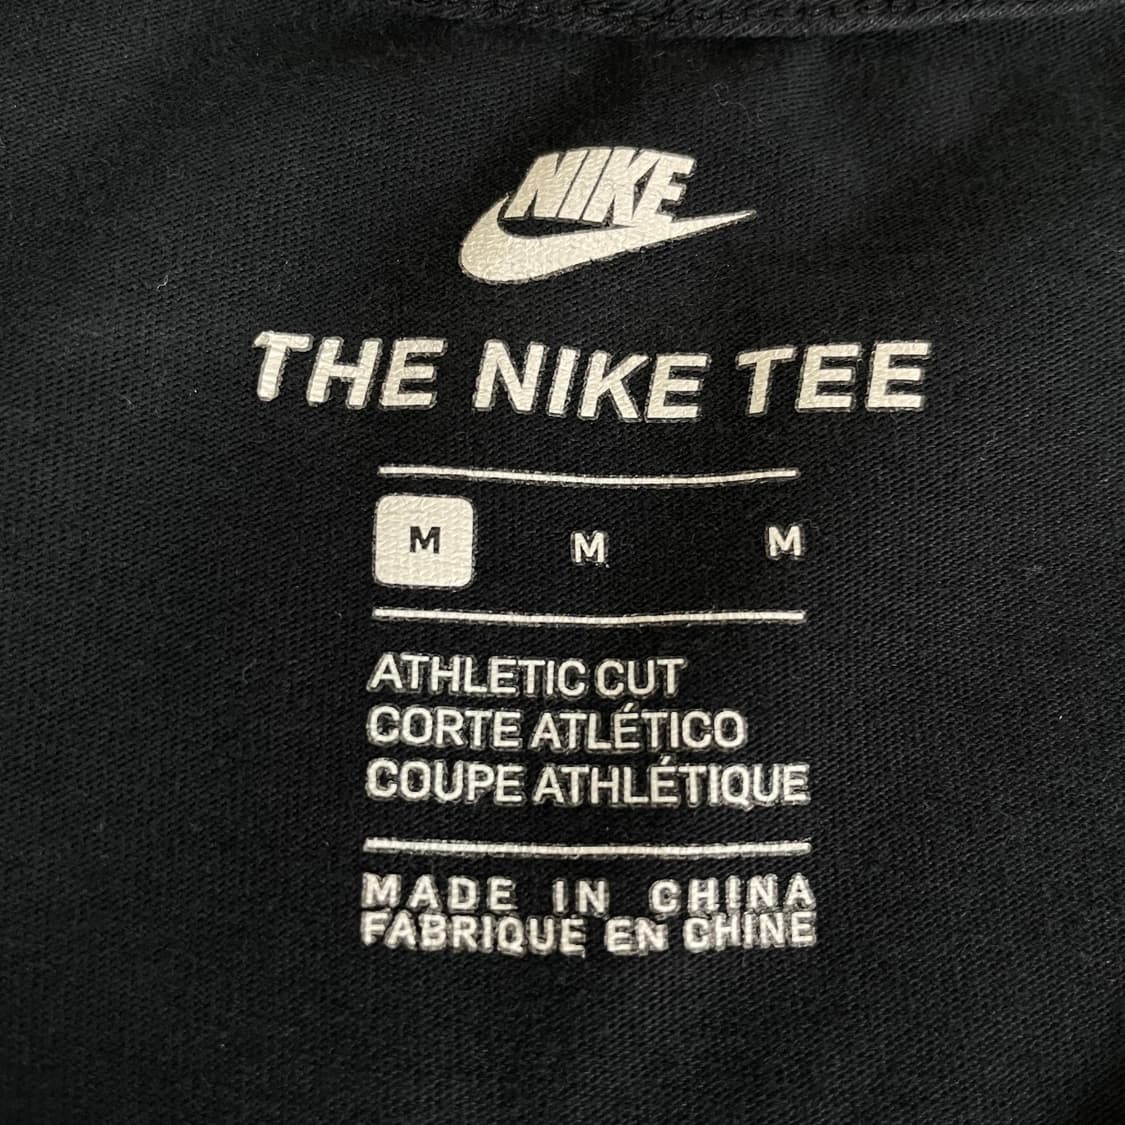 NIKE
THE NIKE TEE
M M M
ATHLETIC CUT
CORTE ATLÉTICO
COUPE ATHLÉTIQUE
MADE IN CHINA
FABRIQUE EN CHINE